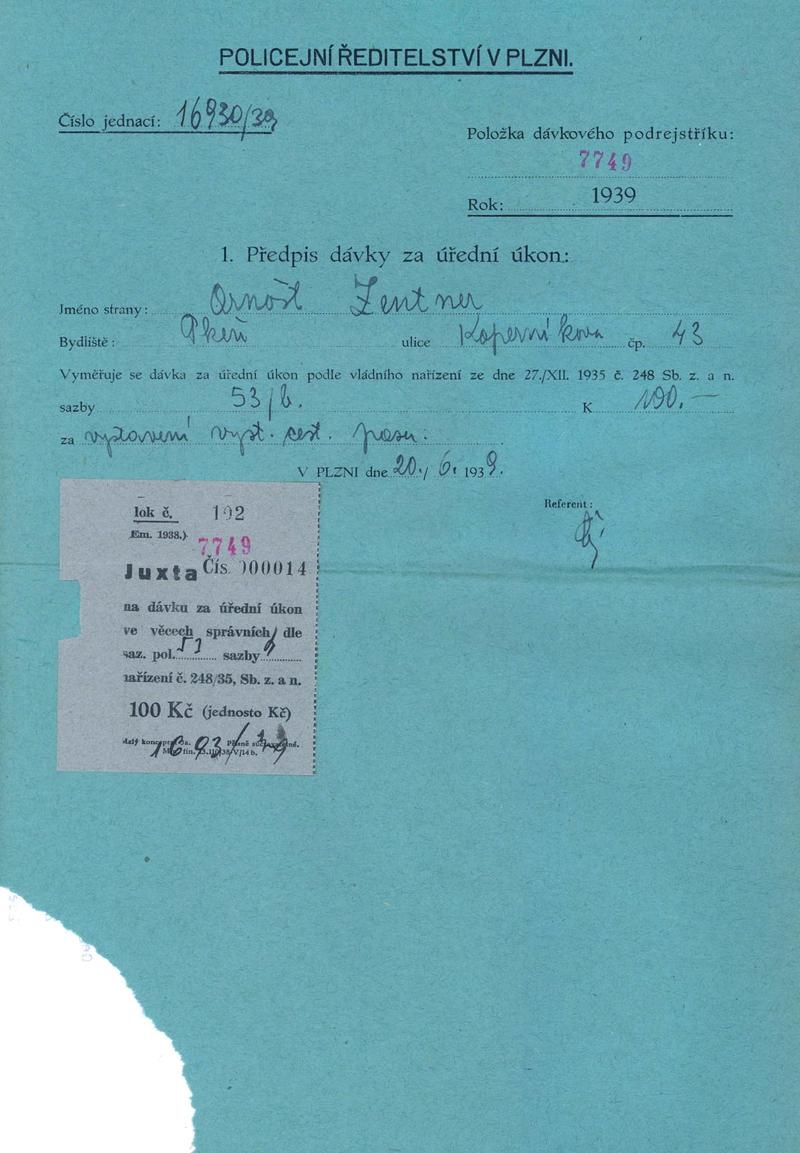 POLICEJNÍ ŘEDITELSTVÍ V PLZNI.
Číslo jednací: 16930/39
Položka dávkového podrejstříku:
7749
Rok: 1939
1. Předpis dávky za úřední úkon:
Jméno strany: Arnošt Zentner
Bydliště: ulice Koperníkova čp. 43
Vyměřuje se dávka za úřední úkon podle vládního nařízení ze dne 27./XII. 1935 č. 248 Sb. z. a n.
sazby 53/b. K 100.—
za vystavení vyst. cest. pasu.
V PLZNI dne 20./6. 1939.
Referent:
lok č. 102
Em. 1938.)
7749
Juxta Čís. 000014
na dávku za úřední úkon
ve věcech správních dle
saz. pol. 53 sazby
nařízení č. 248/35, Sb. z. a n.
100 Kč (jednosto Kč)